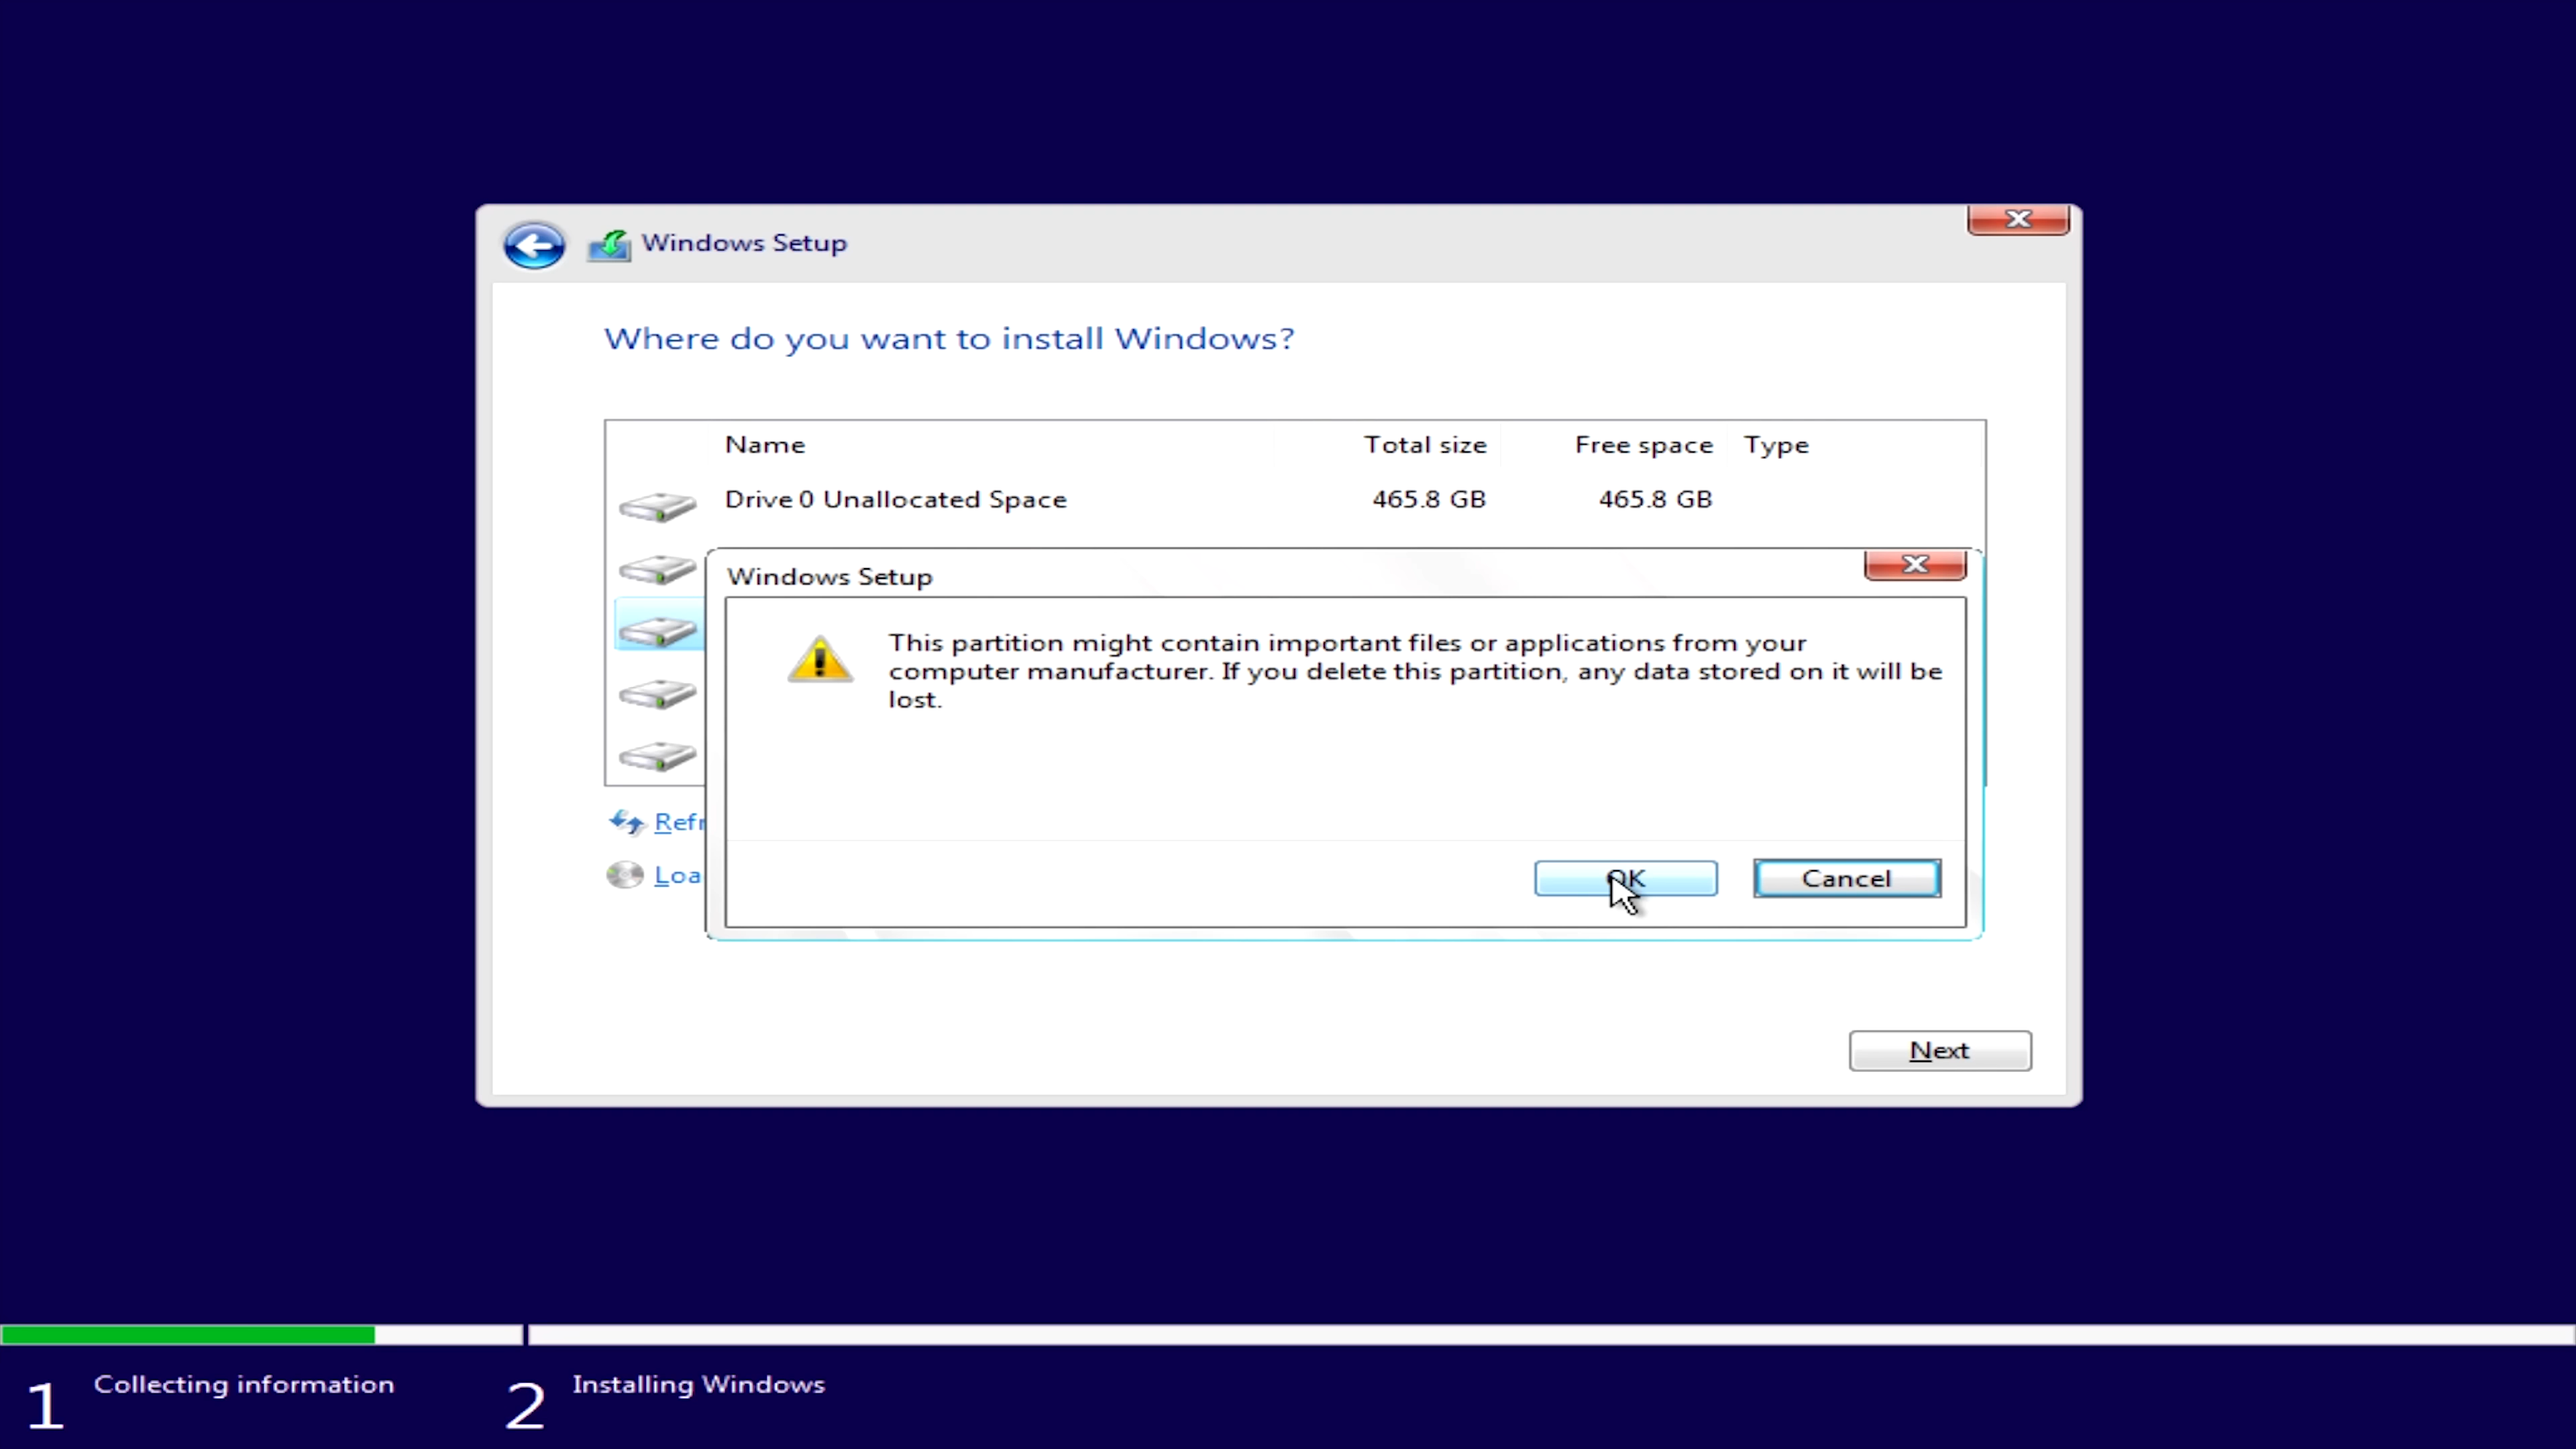 Windows Setup
Where do you want to install Windows?
Name Total size Free space Type
Drive 0 Unallocated Space 465.8 GB 465.8 GB
Windows Setup
This partition might contain important files or applications from your
computer manufacturer. If you delete this partition, any data stored on it will be
lost.
Refr
Loa
OK Cancel
Next
1 Collecting information
2 Installing Windows